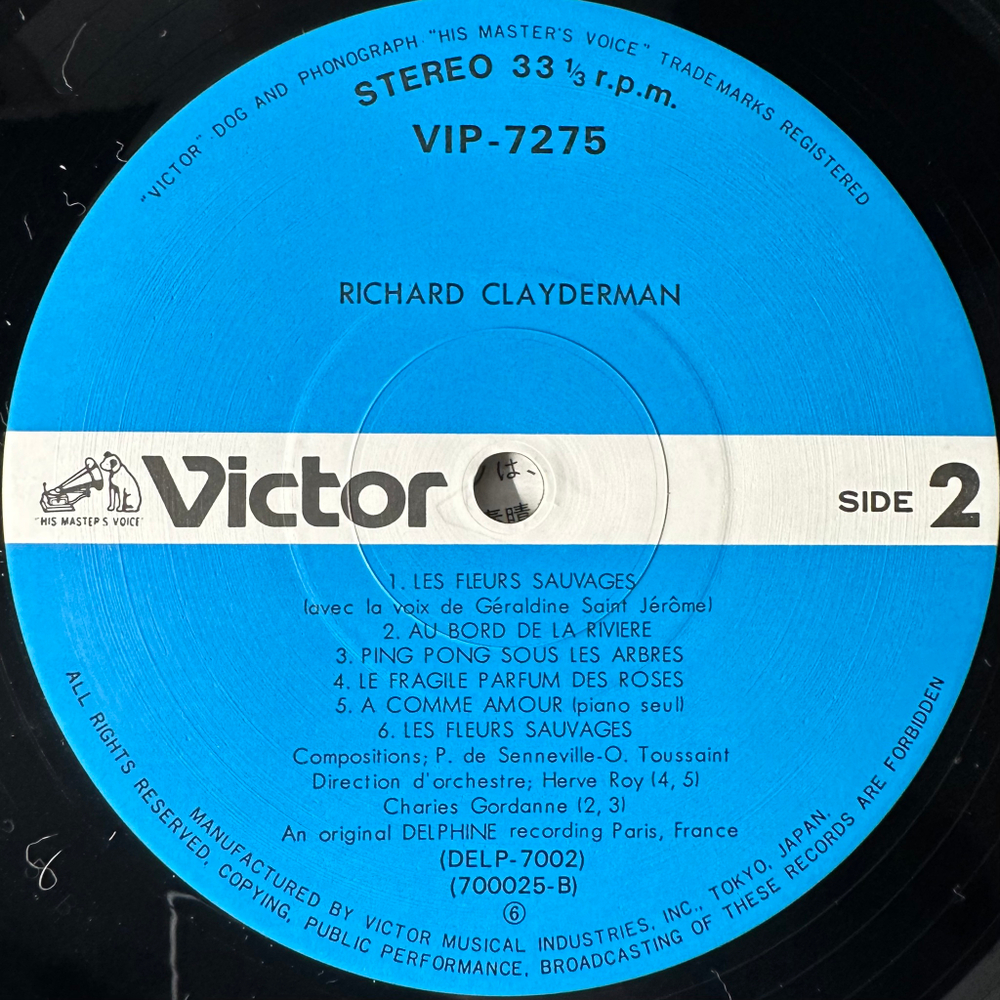 "VICTOR" · DOG AND PHONOGRAPH · "HIS MASTER'S VOICE" TRADEMARKS REGISTERED
STEREO 33 1/3 r.p.m.
VIP-7275
RICHARD CLAYDERMAN
"HIS MASTER'S VOICE"
Victor
SIDE 2
は、
晴
1. LES FLEURS SAUVAGES
(avec la voix de Géraldine Saint Jérôme)
2. AU BORD DE LA RIVIERE
3. PING PONG SOUS LES ARBRES
4. LE FRAGILE PARFUM DES ROSES
5. A COMME AMOUR (piano seul)
6. LES FLEURS SAUVAGES
Compositions; P. de Senneville-O. Toussaint
Direction d'orchestre; Herve Roy (4, 5)
Charies Gordanne (2, 3)
An original DELPHINE recording Paris, France
(DELP-7002)
(700025-B)
⑥
MANUFACTURED BY VICTOR MUSICAL INDUSTRIES, INC., TOKYO, JAPAN.
ALL RIGHTS RESERVED, COPYING, PUBLIC PERFORMANCE, BROADCASTING OF THESE RECORDS ARE FORBIDDEN